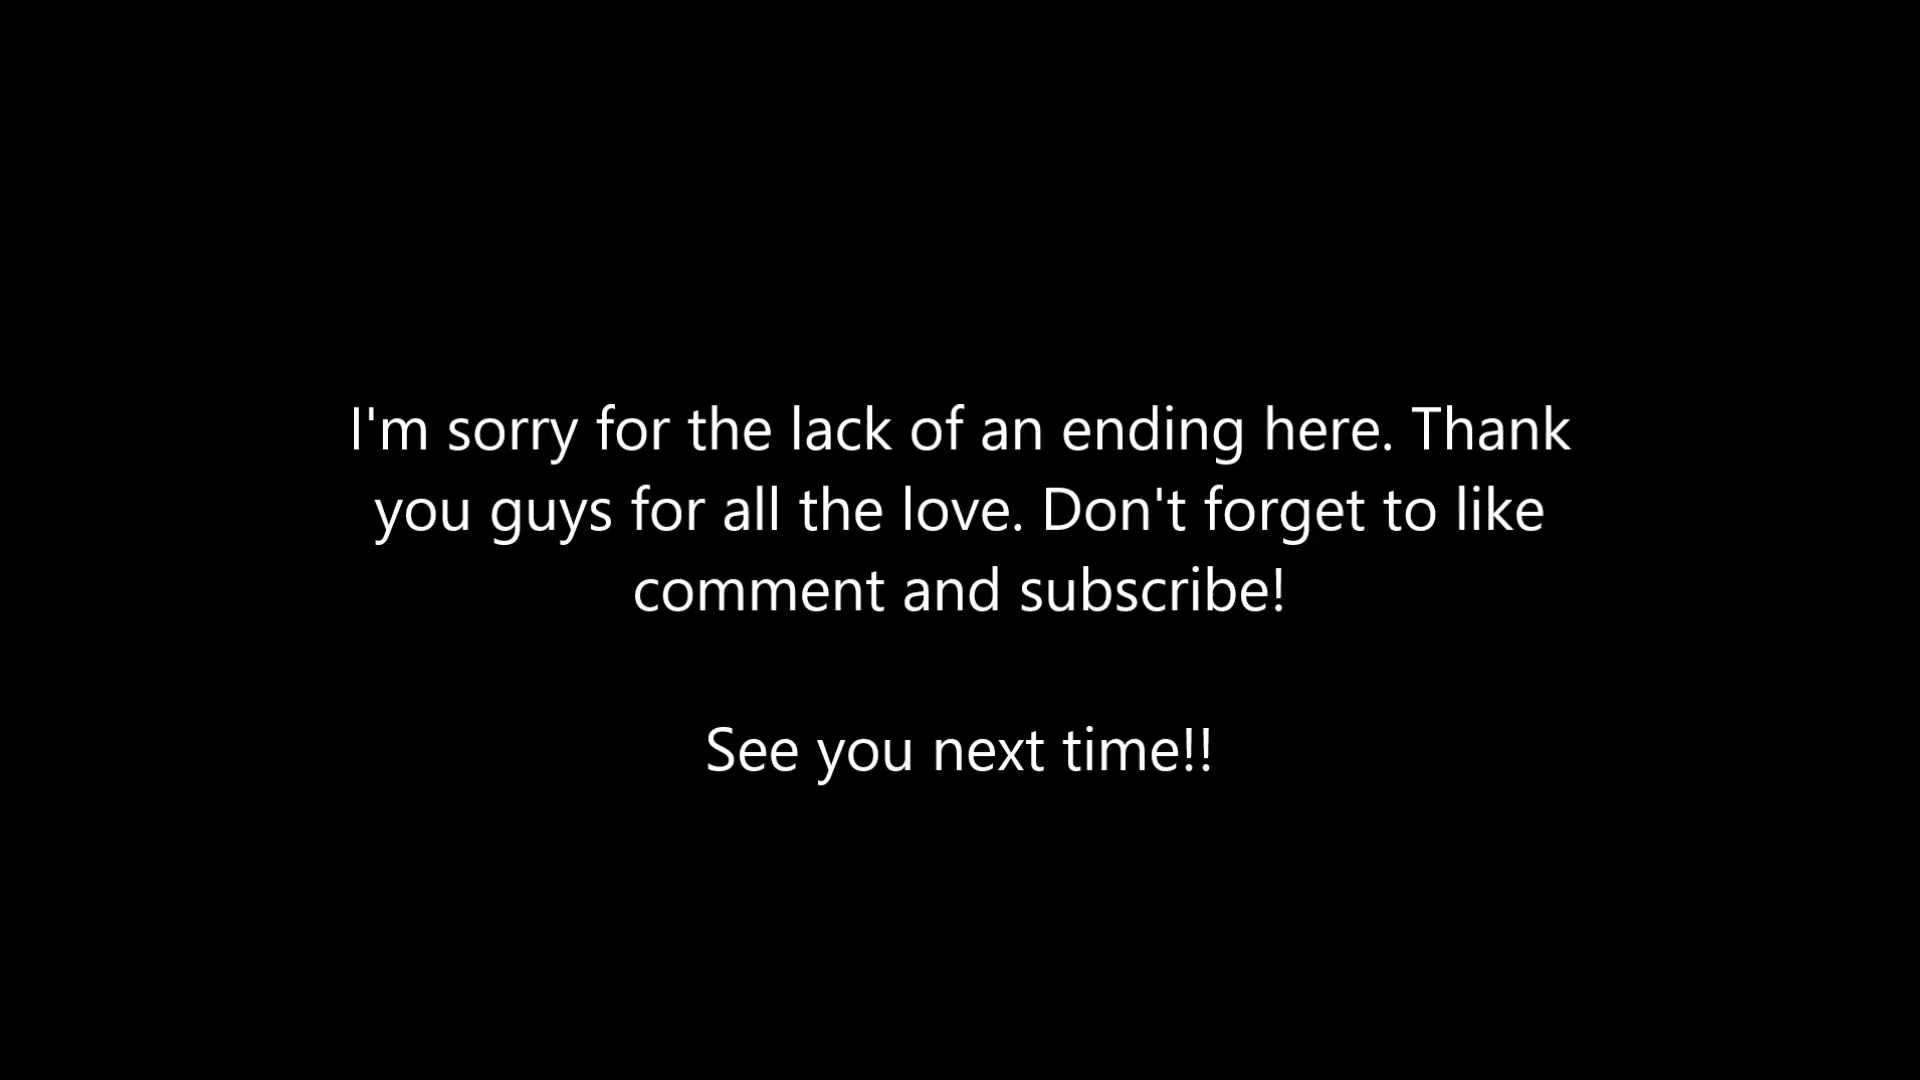 I'm sorry for the lack of an ending here. Thank
you guys for all the love. Don't forget to like
comment and subscribe!
See you next time!!